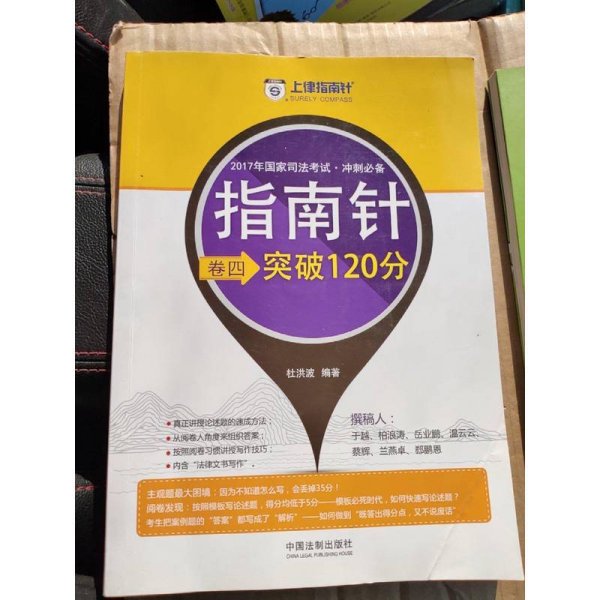 上律指南针
SURELY COMPASS
2017年国家司法考试·冲刺必备
指南针
卷四 突破120分
杜洪波 编著
•真正讲授论述题的速成方法；
•从阅卷人角度来组织答案；
•按照阅卷习惯讲授写作技巧；
•内含“法律文书写作”。
撰稿人：
于越、柏浪涛、岳业鹏、温云云、
蔡辉、兰燕卓、郄鹏恩
主观题最大困境：因为不知道怎么写，会丢掉35分！
阅卷发现：按照模板写论述题，得分均低于5分——模板必死时代，如何快速写论述题？
考生把案例题的“答案”都写成了“解析”——如何做到“既答出得分点，又不说废话”
中国法制出版社
CHINA LEGAL PUBLISHING HOUSE